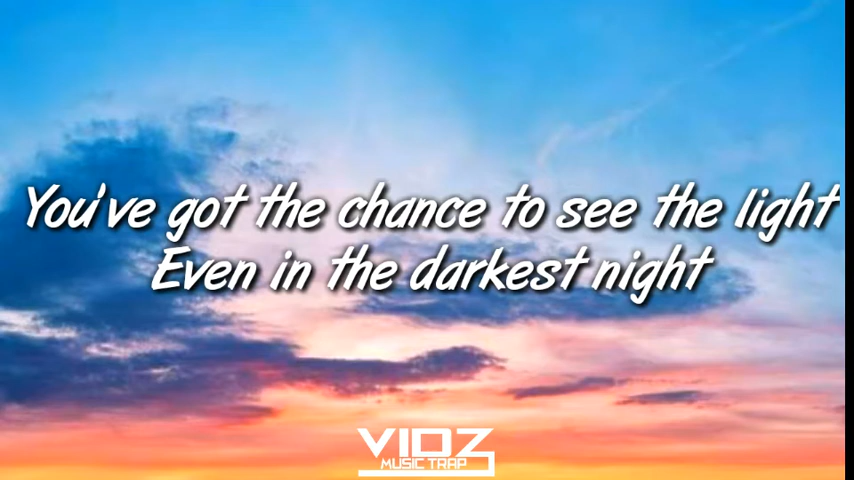 You've got the chance to see the light
Even in the darkest night
VIDZ
MUSIC TRAP